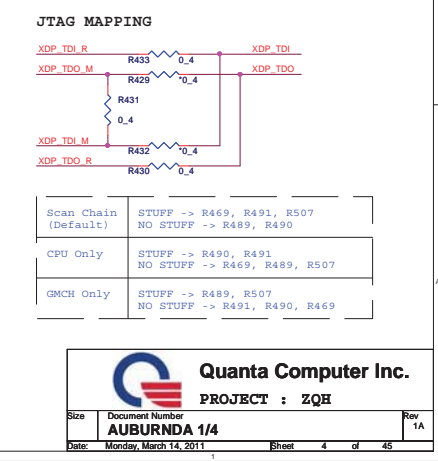 JTAG MAPPING
XDP_TDI_R
R433
0_4
XDP_TDI
XDP_TDO_M
R429
*0_4
XDP_TDO
R431
0_4
XDP_TDI_M
R432
*0_4
XDP_TDO_R
R430
0_4
Scan Chain
(Default)
STUFF -> R469, R491, R507
NO STUFF -> R489, R490
CPU Only
STUFF -> R490, R491
NO STUFF -> R469, R489, R507
GMCH Only
STUFF -> R489, R507
NO STUFF -> R491, R490, R469
A
Quanta Computer Inc.
PROJECT : ZQH
Size
Document Number
Rev
AUBURNDA 1/4
1A
Date: Monday, March 14, 2011 Sheet 4 of 45
1